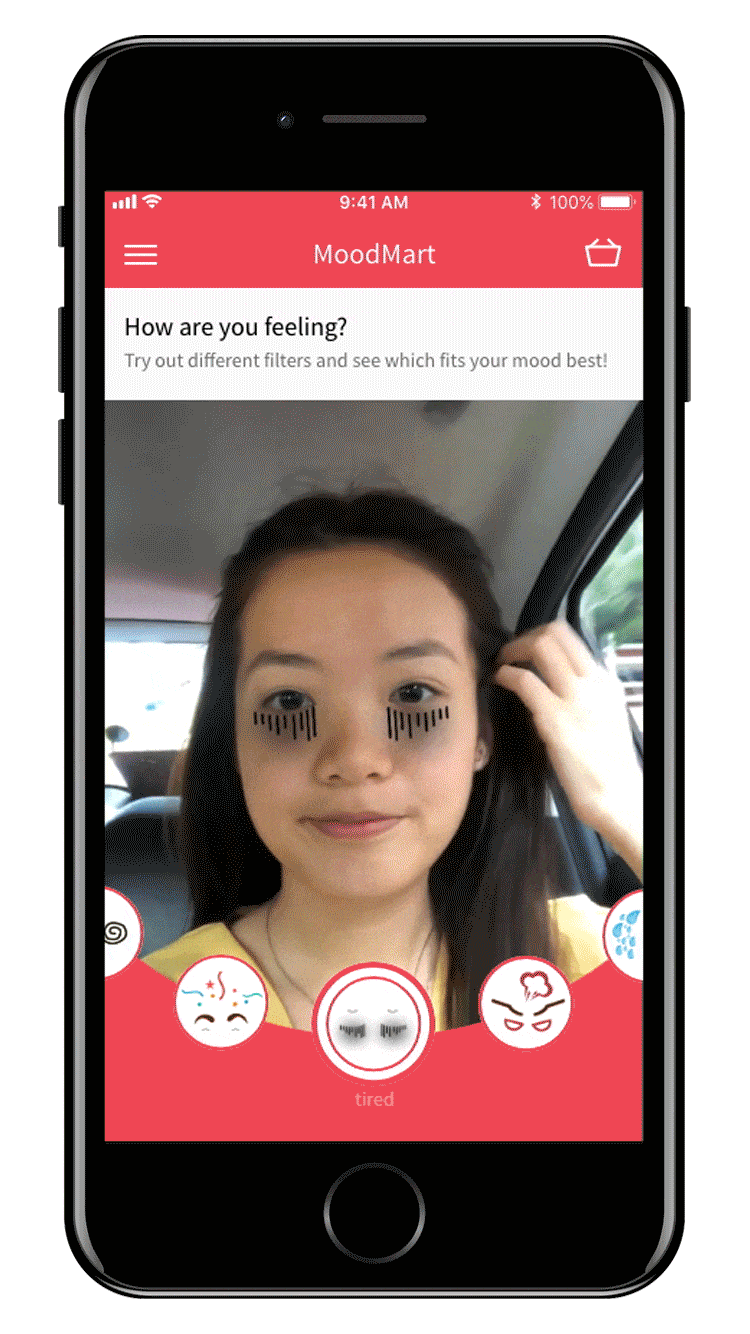 9:41 AM
100%
MoodMart
How are you feeling?
Try out different filters and see which fits your mood best!
tired